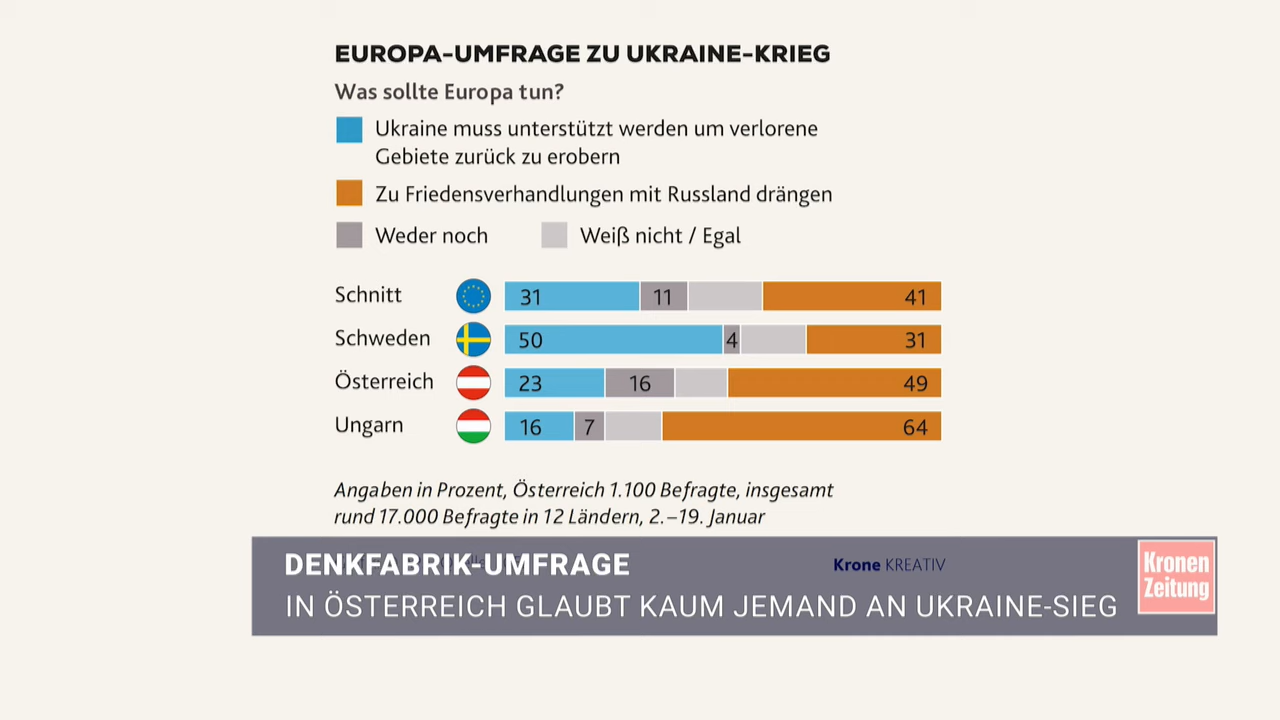 EUROPA-UMFRAGE ZU UKRAINE-KRIEG
Was sollte Europa tun?
Ukraine muss unterstützt werden um verlorene
Gebiete zurück zu erobern
Zu Friedensverhandlungen mit Russland drängen
Weder noch Weiß nicht / Egal
Schnitt 31 11 41
Schweden 50 4 31
Österreich 23 16 49
Ungarn 16 7 64
Angaben in Prozent, Österreich 1.100 Befragte, insgesamt
rund 17.000 Befragte in 12 Ländern, 2.–19. Januar
DENKFABRIK-UMFRAGE
Krone KREATIV
IN ÖSTERREICH GLAUBT KAUM JEMAND AN UKRAINE-SIEG
Kronen
Zeitung